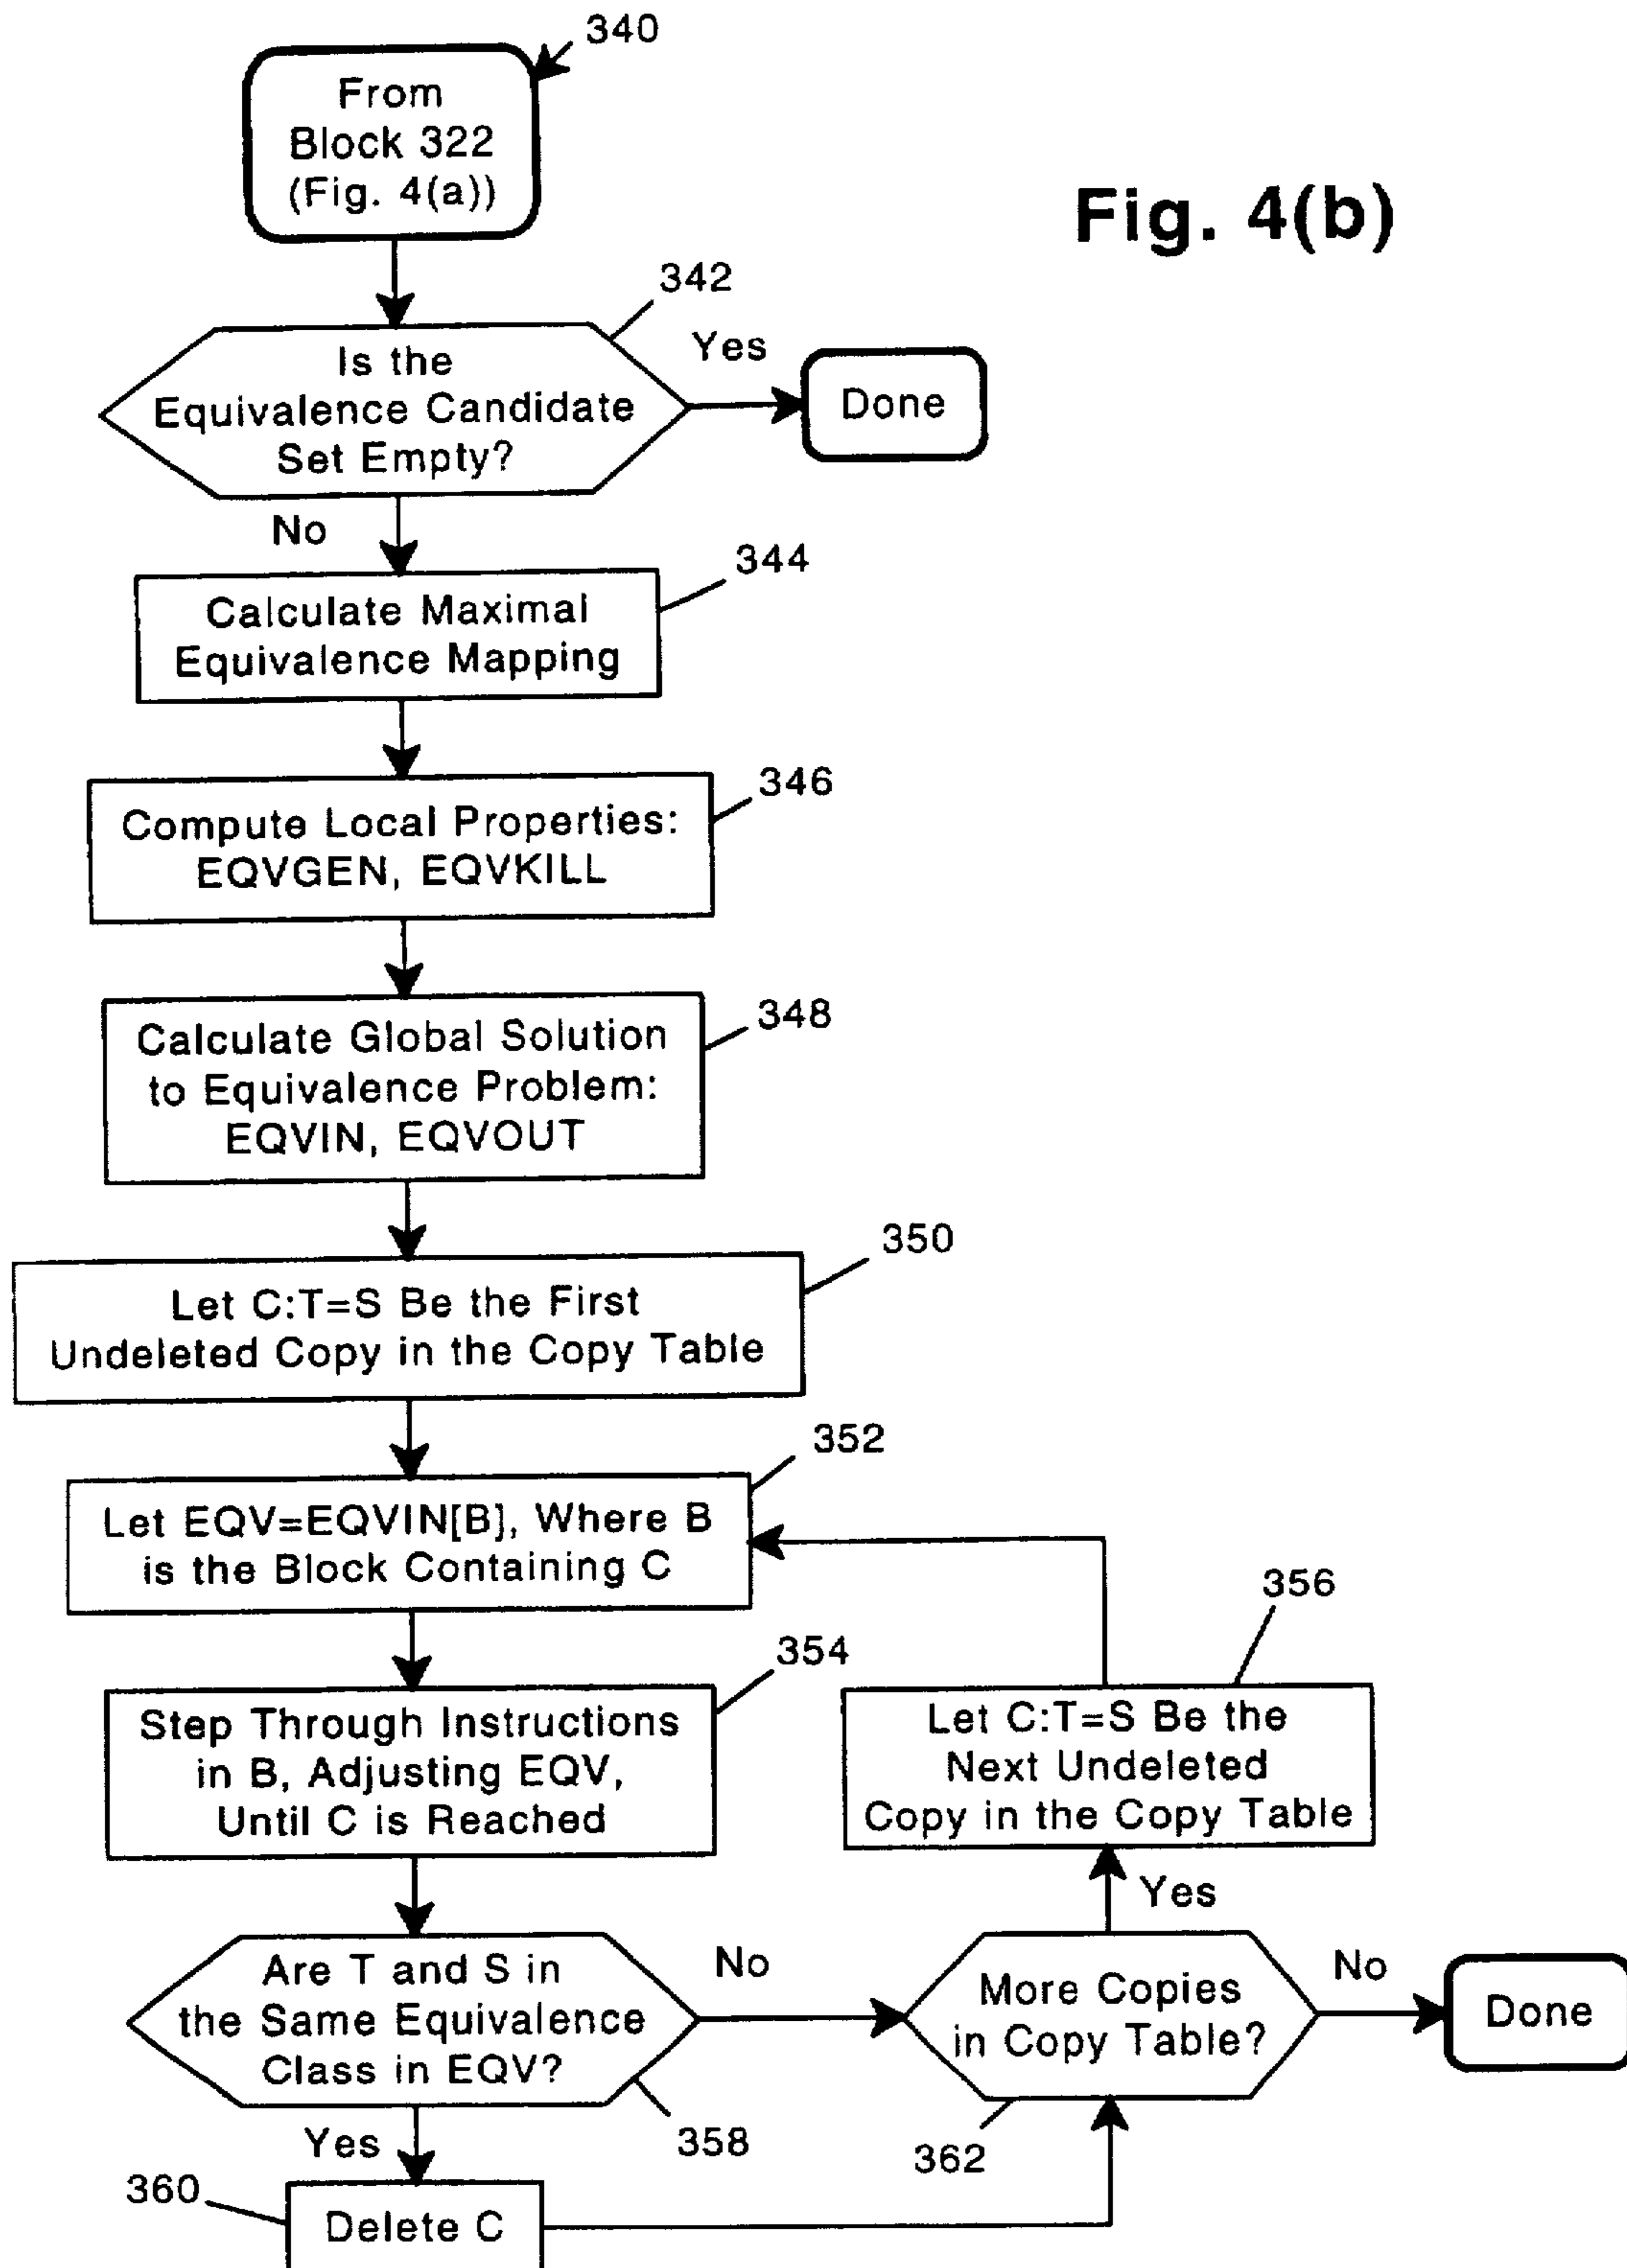 340
From
Block 322
(Fig. 4(a))
Fig. 4(b)
342
Is the
Equivalence Candidate
Set Empty?
Yes
Done
No
344
Calculate Maximal
Equivalence Mapping
346
Compute Local Properties:
EQVGEN, EQVKILL
348
Calculate Global Solution
to Equivalence Problem:
EQVIN, EQVOUT
350
Let C:T=S Be the First
Undeleted Copy in the Copy Table
352
Let EQV=EQVIN[B], Where B
is the Block Containing C
354
Step Through Instructions
in B, Adjusting EQV,
Until C is Reached
356
Let C:T=S Be the
Next Undeleted
Copy in the Copy Table
Yes
Are T and S in
the Same Equivalence
Class in EQV?
358
No
More Copies
in Copy Table?
362
No
Done
Yes
360
Delete C